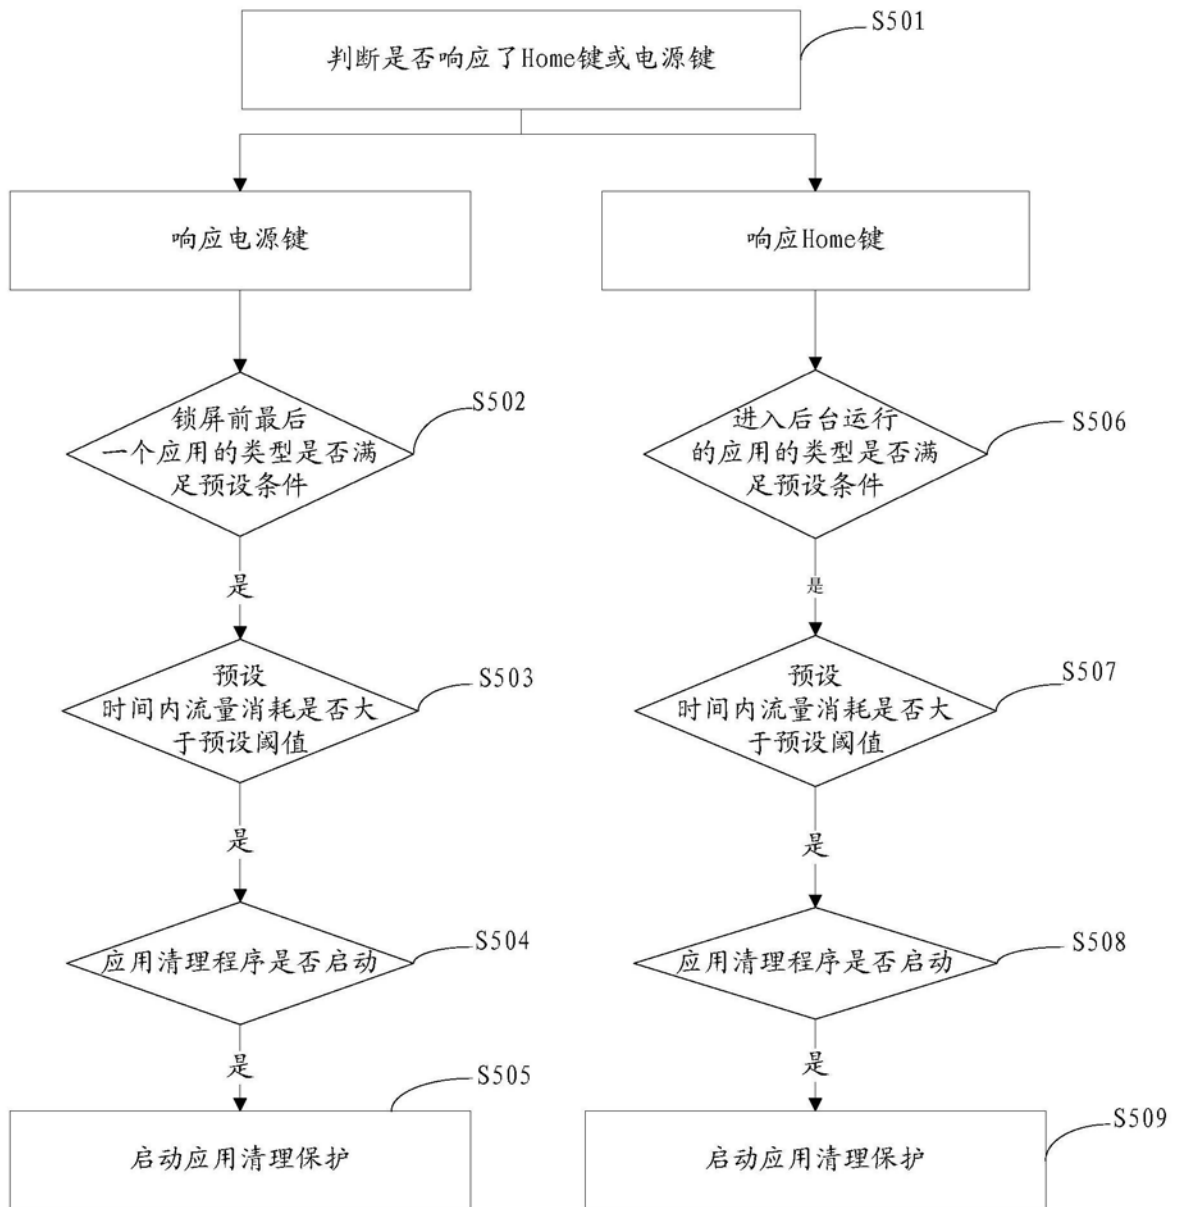 S501
判断是否响应了Home键或电源键
响应电源键
响应Home键
锁屏前最后
一个应用的类型是否满
足预设条件
S502
进入后台运行
的应用的类型是否满
足预设条件
S506
是
是
预设
时间内流量消耗是否大
于预设阈值
S503
预设
时间内流量消耗是否大
于预设阈值
S507
是
是
应用清理程序是否启动
S504
应用清理程序是否启动
S508
是
是
S505
启动应用清理保护
S509
启动应用清理保护